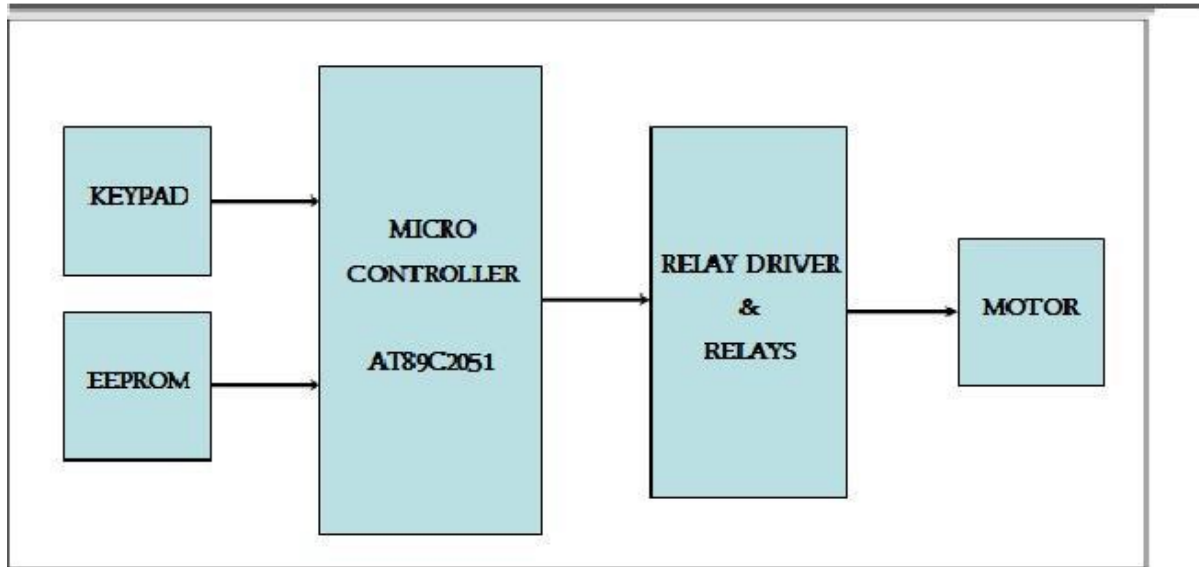 KEYPAD
EEPROM
MICRO
CONTROLLER
AT89C2051
RELAY DRIVER
&
RELAYS
MOTOR